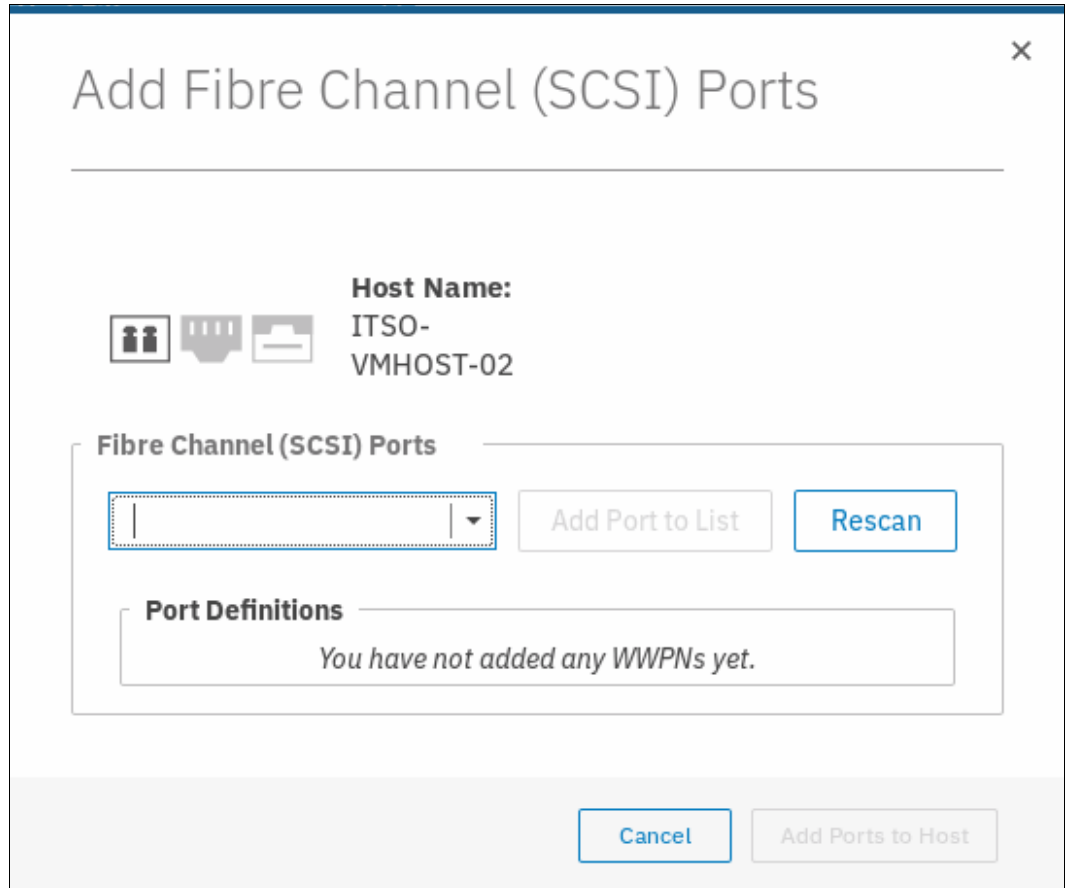 Add Fibre Channel (SCSI) Ports
Host Name:
ITSO-
VMHOST-02
Fibre Channel (SCSI) Ports
Add Port to List
Rescan
Port Definitions
You have not added any WWPNs yet.
Cancel
Add Ports to Host